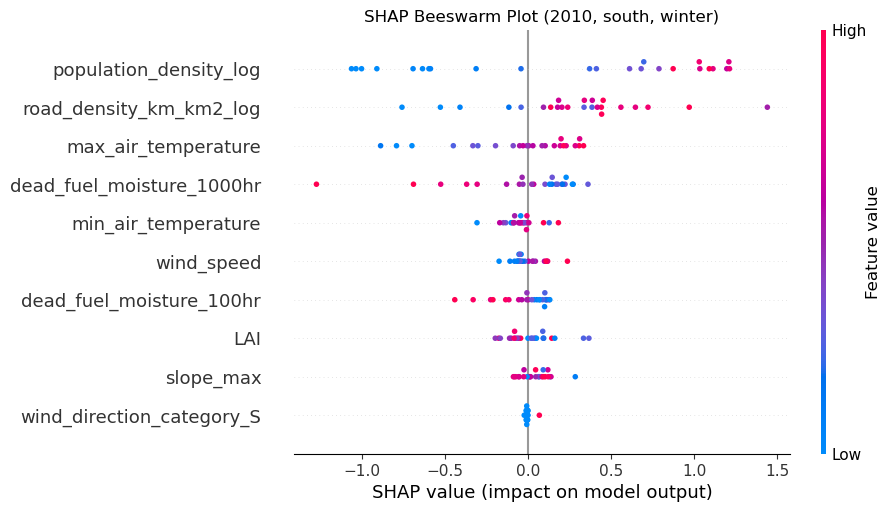 SHAP Beeswarm Plot (2010, south, winter)
High
population_density_log
road_density_km_km2_log
max_air_temperature
dead_fuel_moisture_1000hr
min_air_temperature
wind_speed
dead_fuel_moisture_100hr
LAI
slope_max
wind_direction_category_S
Feature value
Low
−1.0 −0.5 0.0 0.5 1.0 1.5
SHAP value (impact on model output)